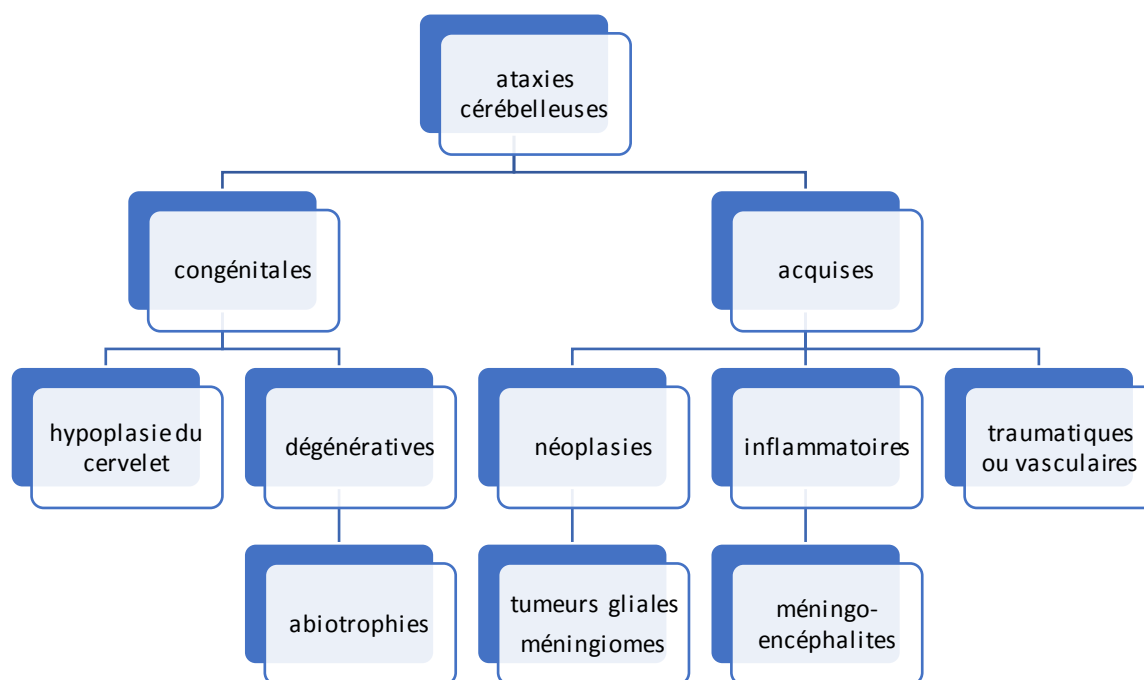 ataxies
cérébelleuses
congénitales
acquises
hypoplasie du
cervelet
dégénératives
néoplasies
inflammatoires
traumatiques
ou vasculaires
abiotrophies
tumeurs gliales
méningiomes
méningo-
encéphalites